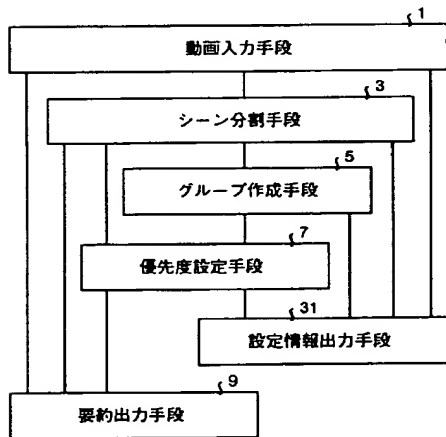 1
動画入力手段
3
シーン分割手段
5
グループ作成手段
7
優先度設定手段
31
設定情報出力手段
9
要約出力手段